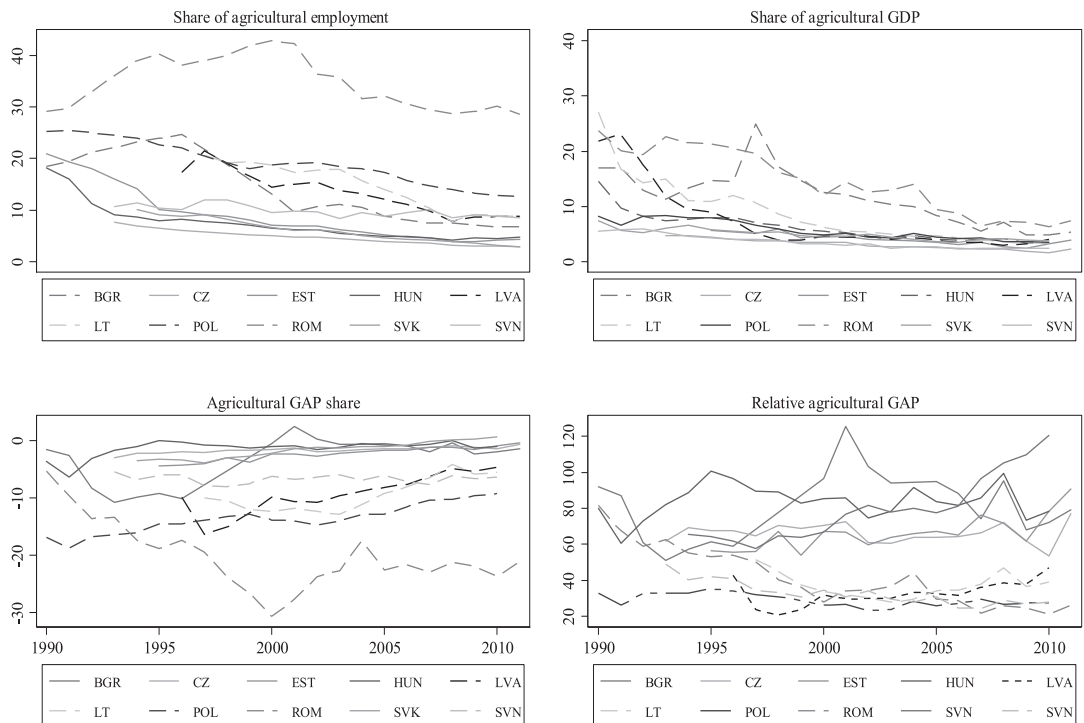 Share of agricultural employment
40
30
20
10
0
BGR CZ EST HUN LVA
LT POL ROM SVK SVN
Share of agricultural GDP
40
30
20
10
0
BGR CZ EST HUN LVA
LT POL ROM SVK SVN
Agricultural GAP share
0
-10
-20
-30
1990 1995 2000 2005 2010
BGR CZ EST HUN LVA
LT POL ROM SVK SVN
Relative agricultural GAP
120
100
80
60
40
20
1990 1995 2000 2005 2010
BGR CZ EST HUN LVA
LT POL ROM SVN SVN